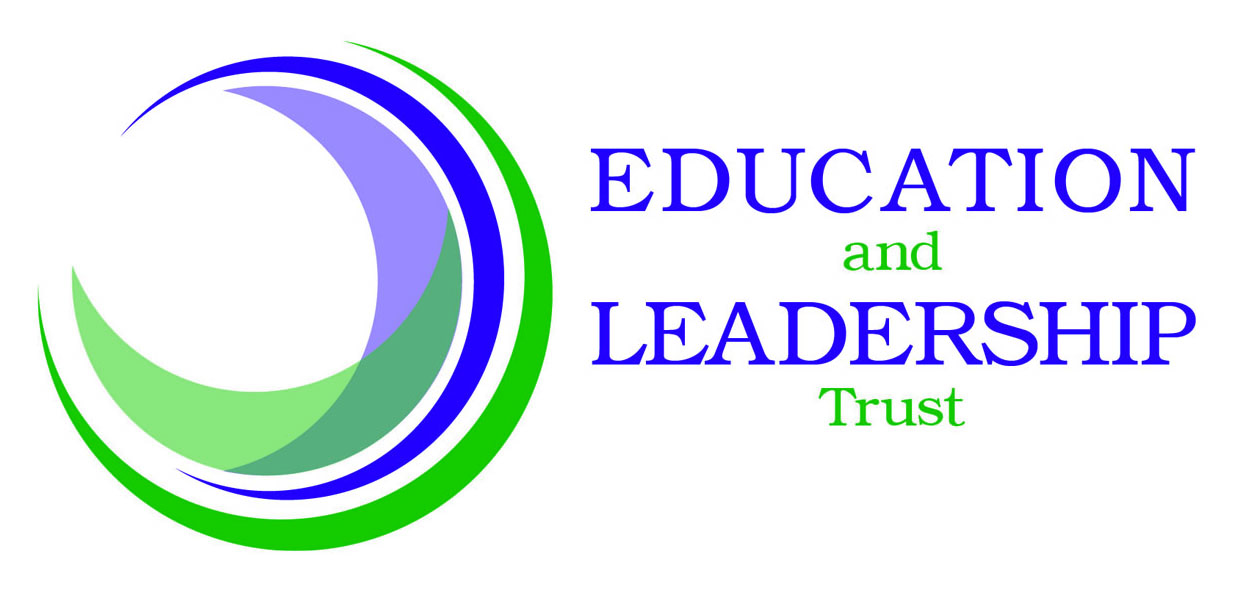 EDUCATION
and
LEADERSHIP
Trust